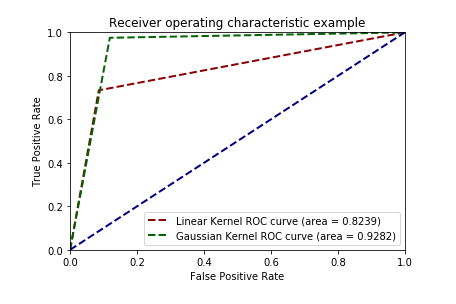 Receiver operating characteristic example
True Positive Rate
1.0
0.8
0.6
0.4
0.2
0.0
Linear Kernel ROC curve (area = 0.8239)
Gaussian Kernel ROC curve (area = 0.9282)
0.0 0.2 0.4 0.6 0.8 1.0
False Positive Rate